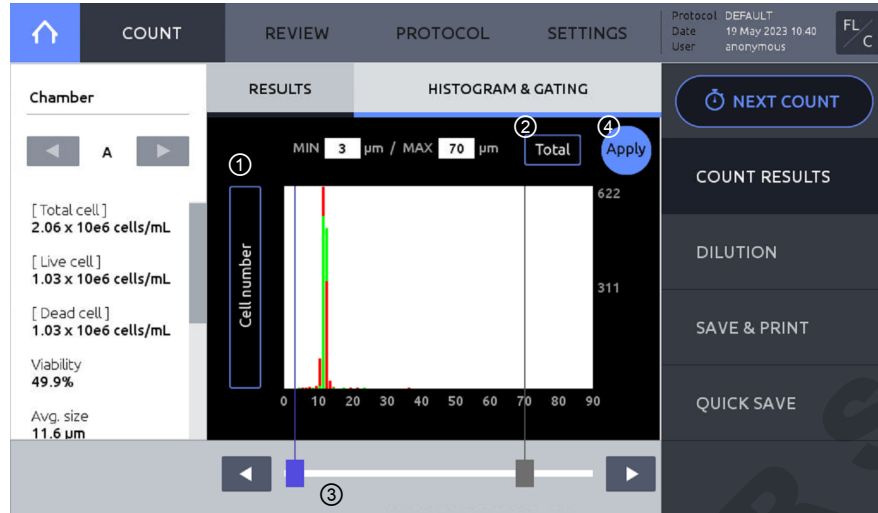 COUNT
REVIEW
PROTOCOL
SETTINGS
Protocol DEFAULT
Date 19 May 2023 10.40
User anonymous
FL/C
Chamber
A
[ Total cell ]
2.06 x 10e6 cells/mL
[ Live cell ]
1.03 x 10e6 cells/mL
[ Dead cell ]
1.03 x 10e6 cells/mL
Viability
49.9%
Avg. size
11.6 µm
RESULTS
HISTOGRAM & GATING
① ② ④
MIN 3 µm / MAX 70 µm
Total
Apply
Cell number
622
311
0 10 20 30 40 50 60 70 80 90
③
NEXT COUNT
COUNT RESULTS
DILUTION
SAVE & PRINT
QUICK SAVE